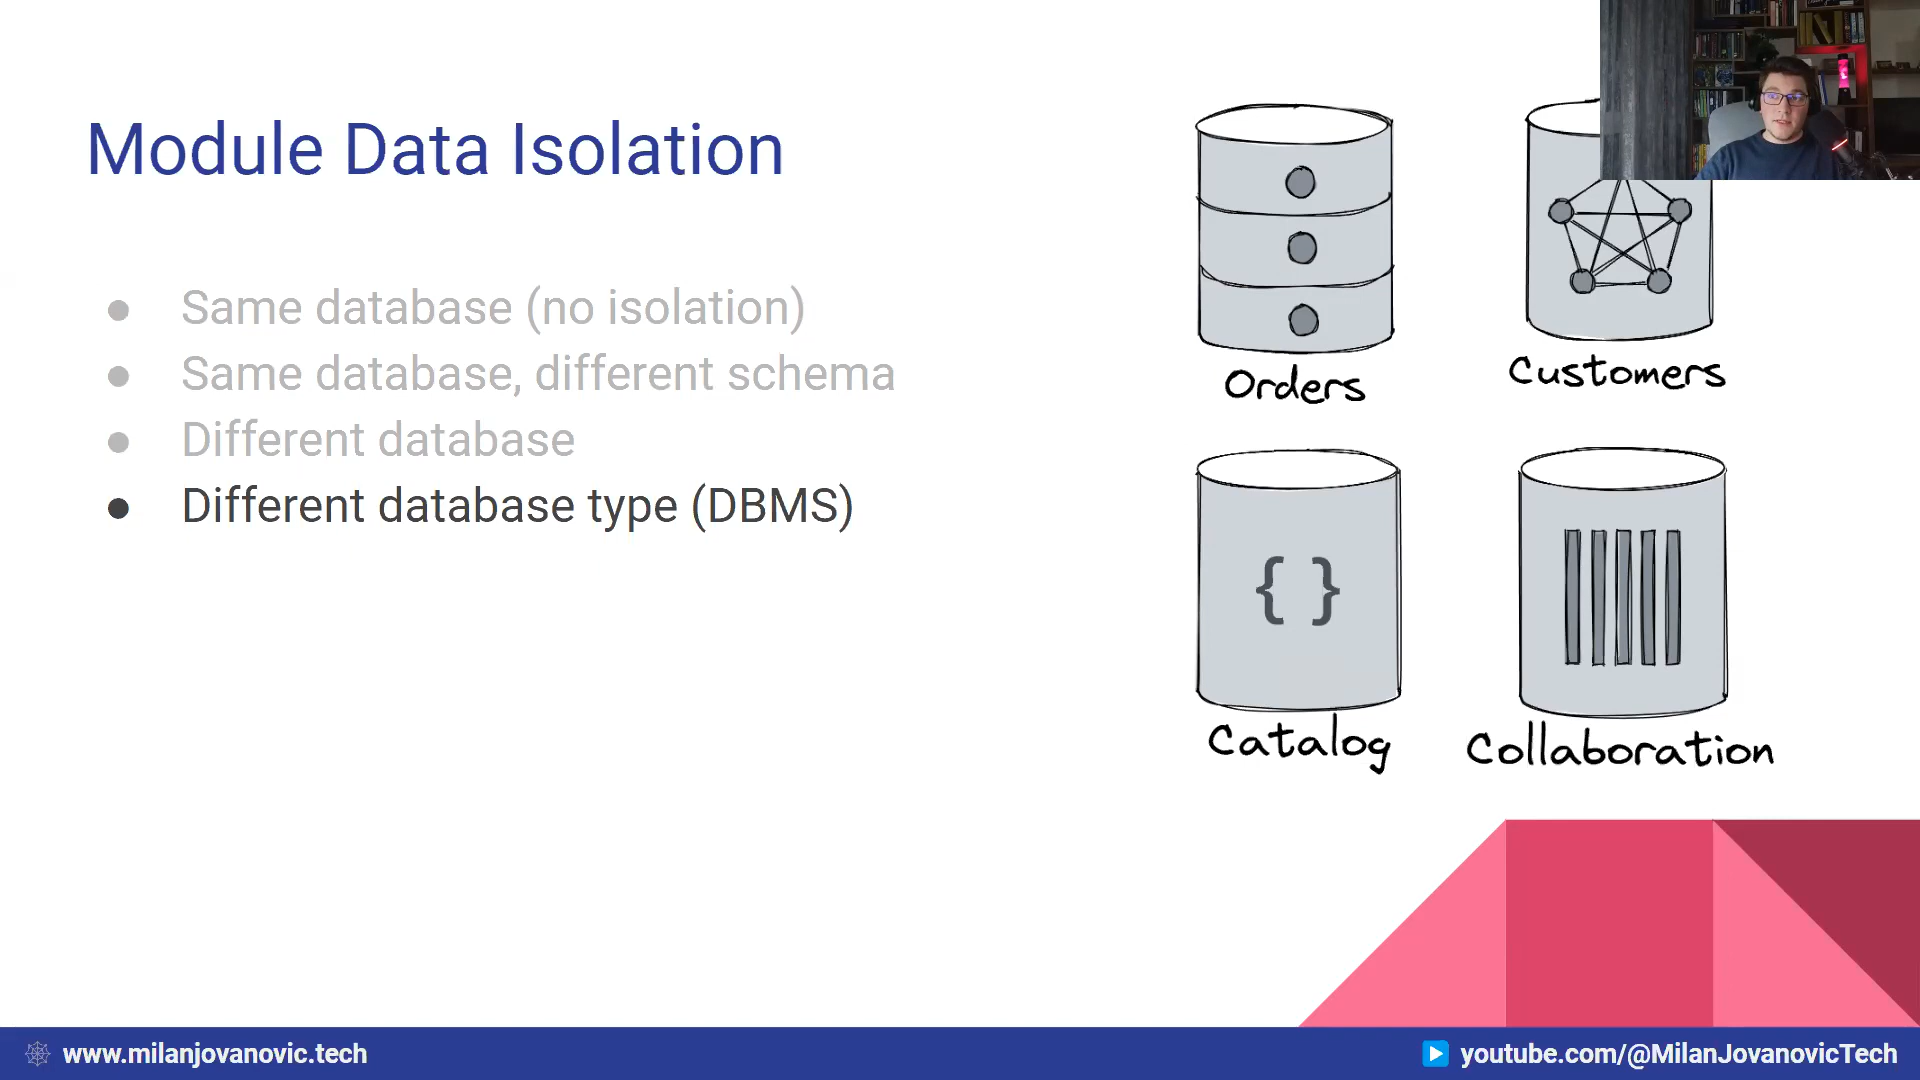 Module Data Isolation
● Same database (no isolation)
● Same database, different schema
● Different database
● Different database type (DBMS)
Orders
Customers
{ }
Catalog
Collaboration
www.milanjovanovic.tech
youtube.com/@MilanJovanovicTech